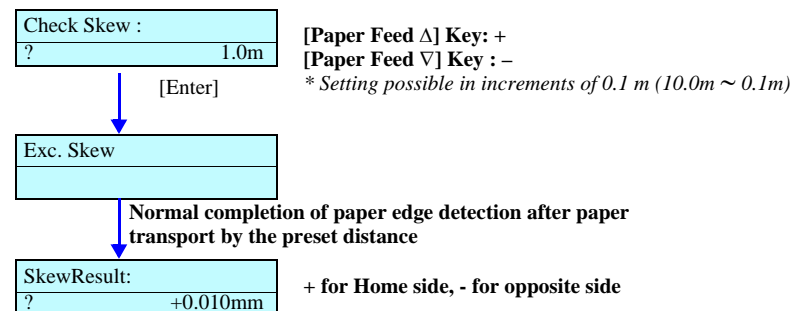 Check Skew :
? 1.0m
[Paper Feed Δ] Key: +
[Paper Feed ∇] Key : –
* Setting possible in increments of 0.1 m (10.0m ~ 0.1m)
[Enter]
Exc. Skew
Normal completion of paper edge detection after paper
transport by the preset distance
SkewResult:
? +0.010mm
+ for Home side, - for opposite side